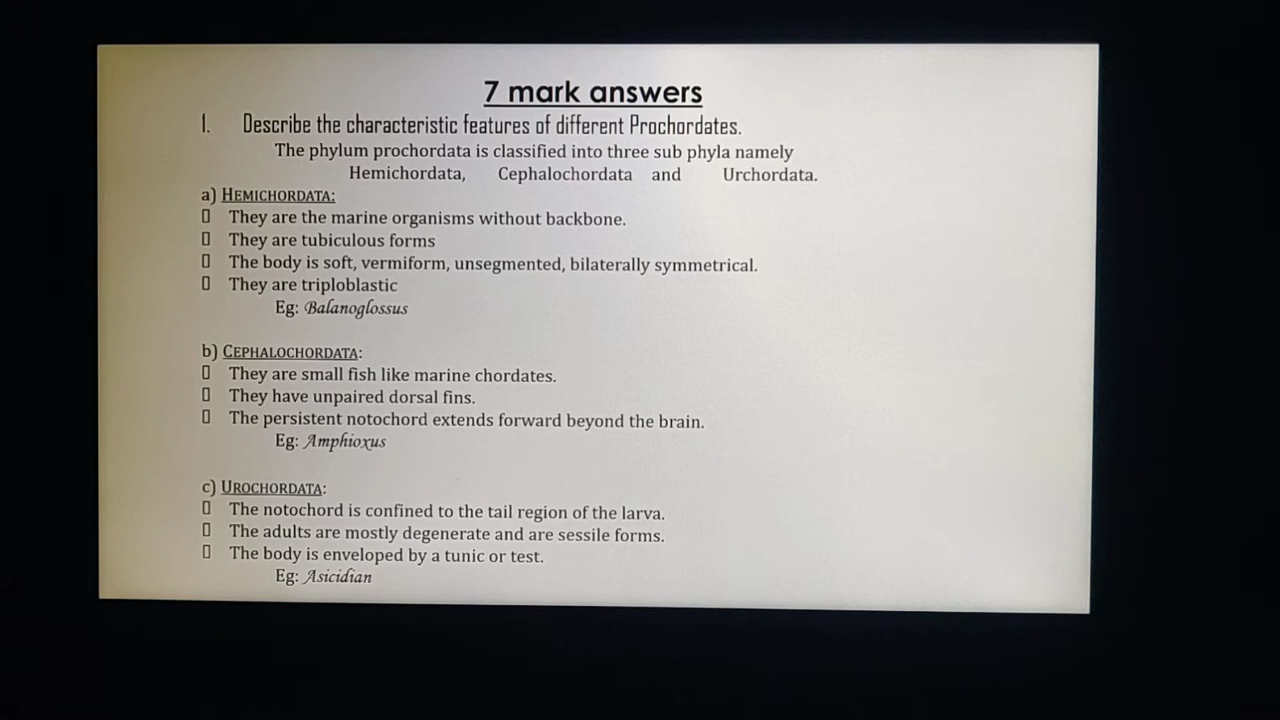 7 mark answers
1. Describe the characteristic features of different Prochordates.
The phylum prochordata is classified into three sub phyla namely
Hemichordata, Cephalochordata and Urchordata.
a) HEMICHORDATA:
▯ They are the marine organisms without backbone.
▯ They are tubiculous forms
▯ The body is soft, vermiform, unsegmented, bilaterally symmetrical.
▯ They are triploblastic
Eg: Balanoglossus
b) CEPHALOCHORDATA:
▯ They are small fish like marine chordates.
▯ They have unpaired dorsal fins.
▯ The persistent notochord extends forward beyond the brain.
Eg: Amphioxus
c) UROCHORDATA:
▯ The notochord is confined to the tail region of the larva.
▯ The adults are mostly degenerate and are sessile forms.
▯ The body is enveloped by a tunic or test.
Eg: Asicidian